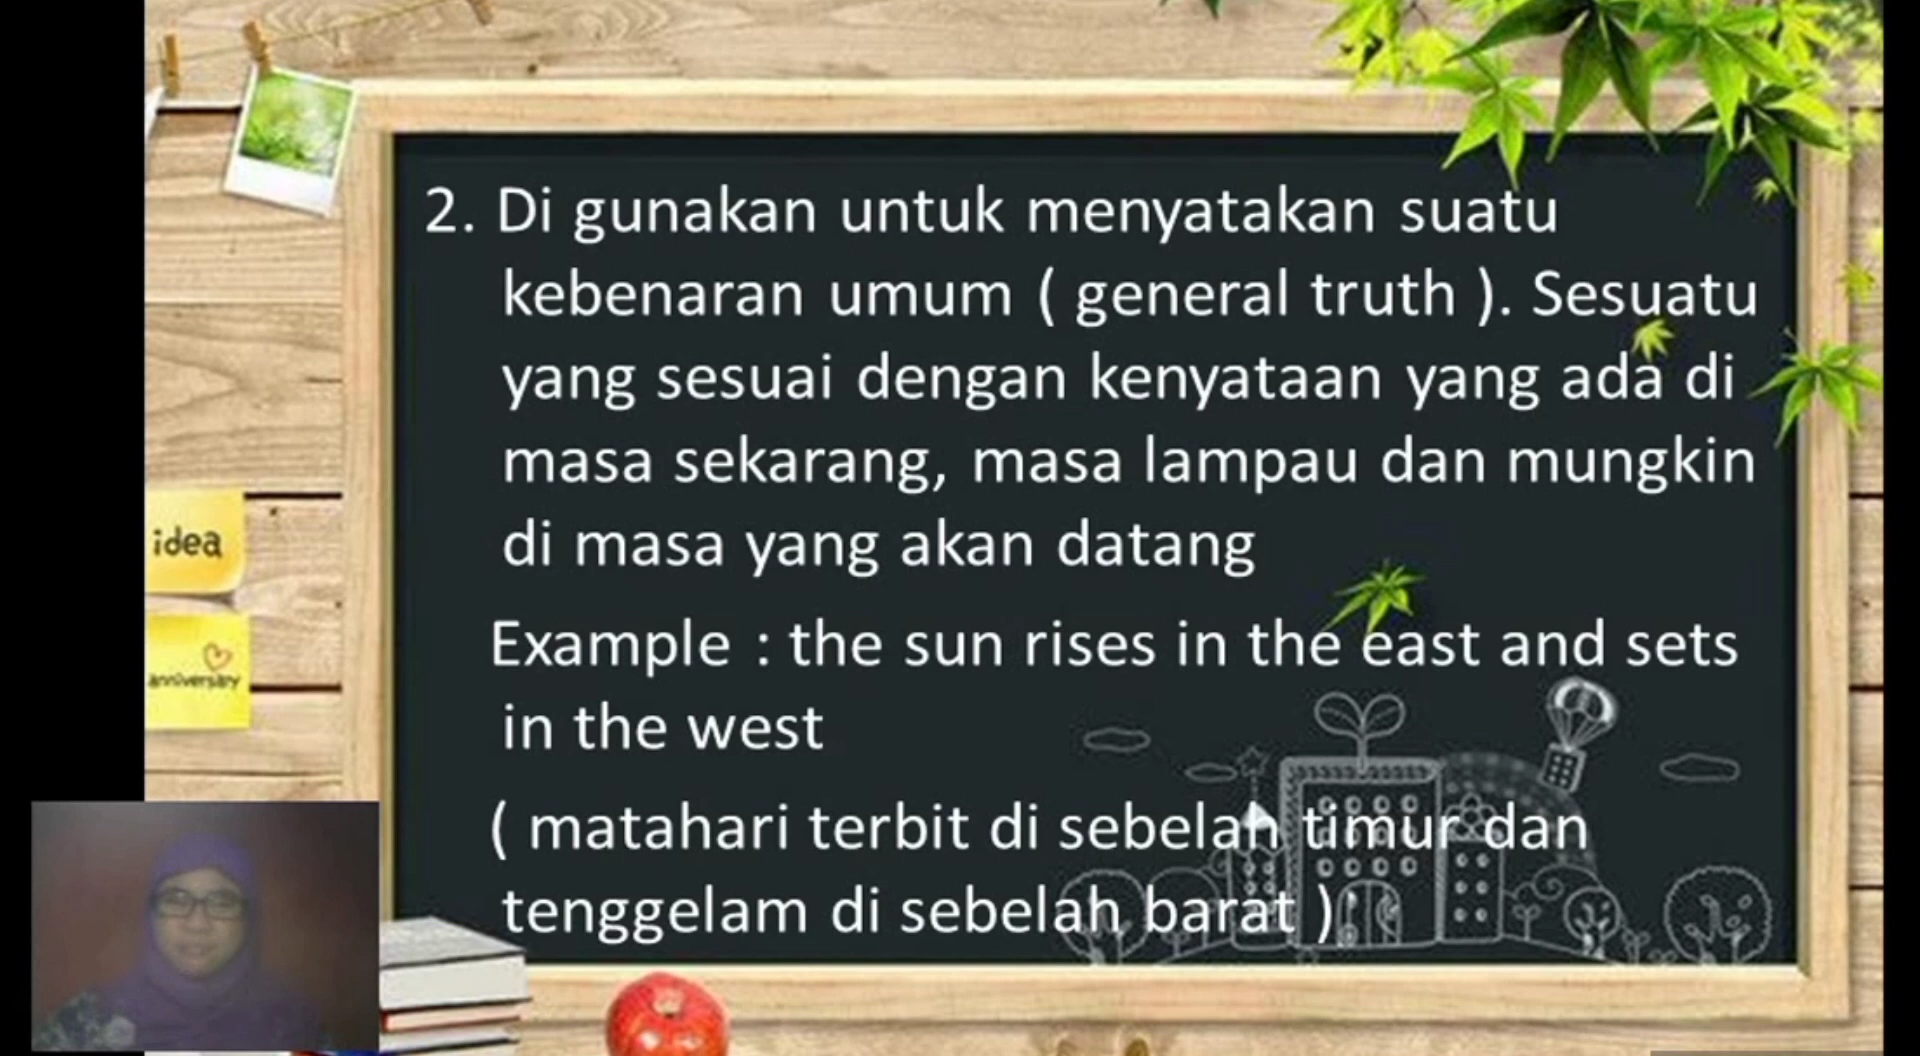 2. Di gunakan untuk menyatakan suatu
kebenaran umum ( general truth ). Sesuatu
yang sesuai dengan kenyataan yang ada di
masa sekarang, masa lampau dan mungkin
di masa yang akan datang
Example : the sun rises in the east and sets
in the west
( matahari terbit di sebelah timur dan
tenggelam di sebelah barat )
idea
anniversary